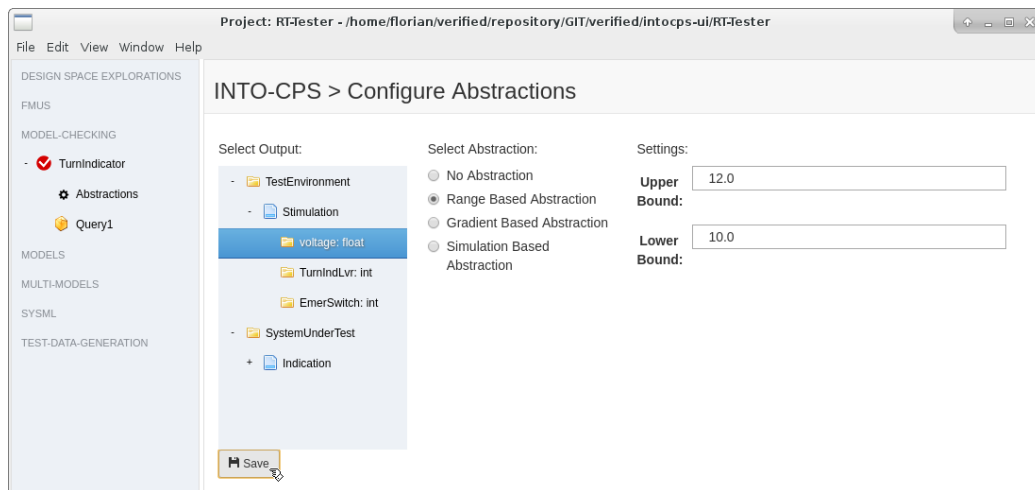 Project: RT-Tester - /home/florian/verified/repository/GIT/verified/intocps-ui/RT-Tester
File Edit View Window Help
DESIGN SPACE EXPLORATIONS
FMUS
MODEL-CHECKING
- TurnIndicator
Abstractions
Query1
MODELS
MULTI-MODELS
SYSML
TEST-DATA-GENERATION
INTO-CPS > Configure Abstractions
Select Output:
- TestEnvironment
- Stimulation
voltage: float
TurnIndLvr: int
EmerSwitch: int
- SystemUnderTest
+ Indication
Save
Select Abstraction:
No Abstraction
Range Based Abstraction
Gradient Based Abstraction
Simulation Based
Abstraction
Settings:
Upper
Bound:
12.0
Lower
Bound:
10.0